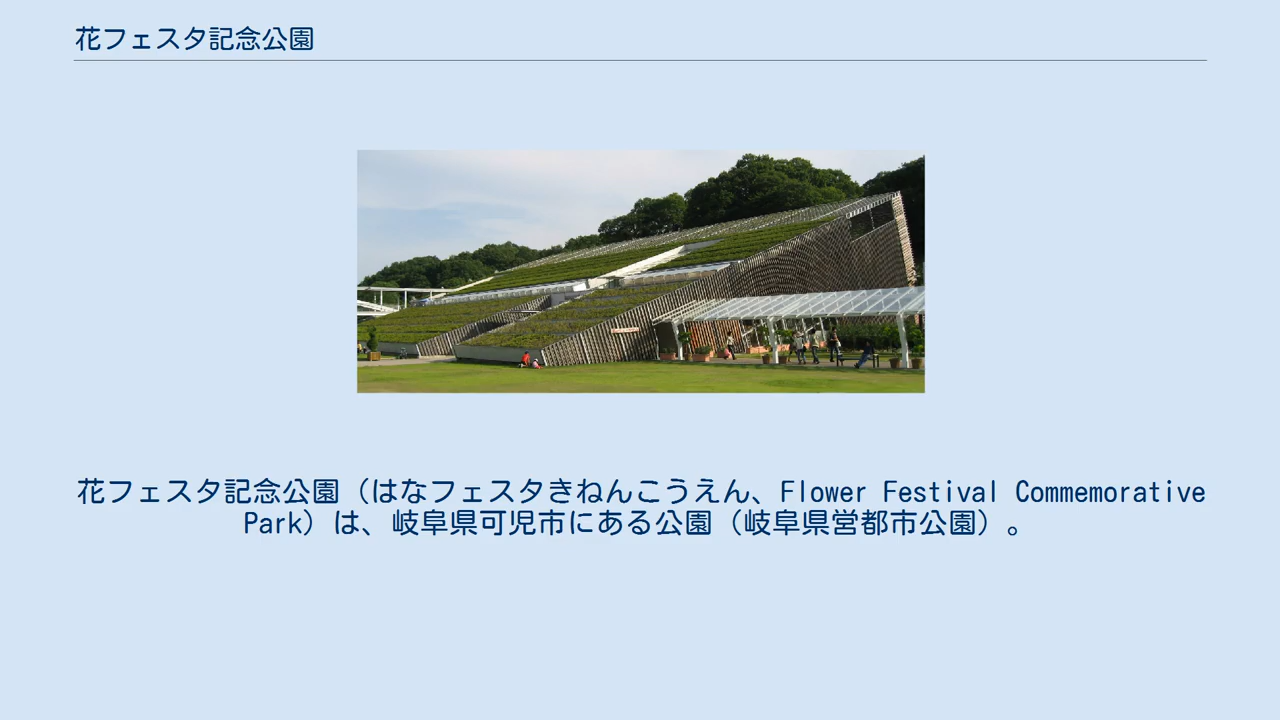 花フェスタ記念公園
花フェスタ記念公園（はなフェスタきねんこうえん、Flower Festival Commemorative
Park）は、岐阜県可児市にある公園（岐阜県営都市公園）。